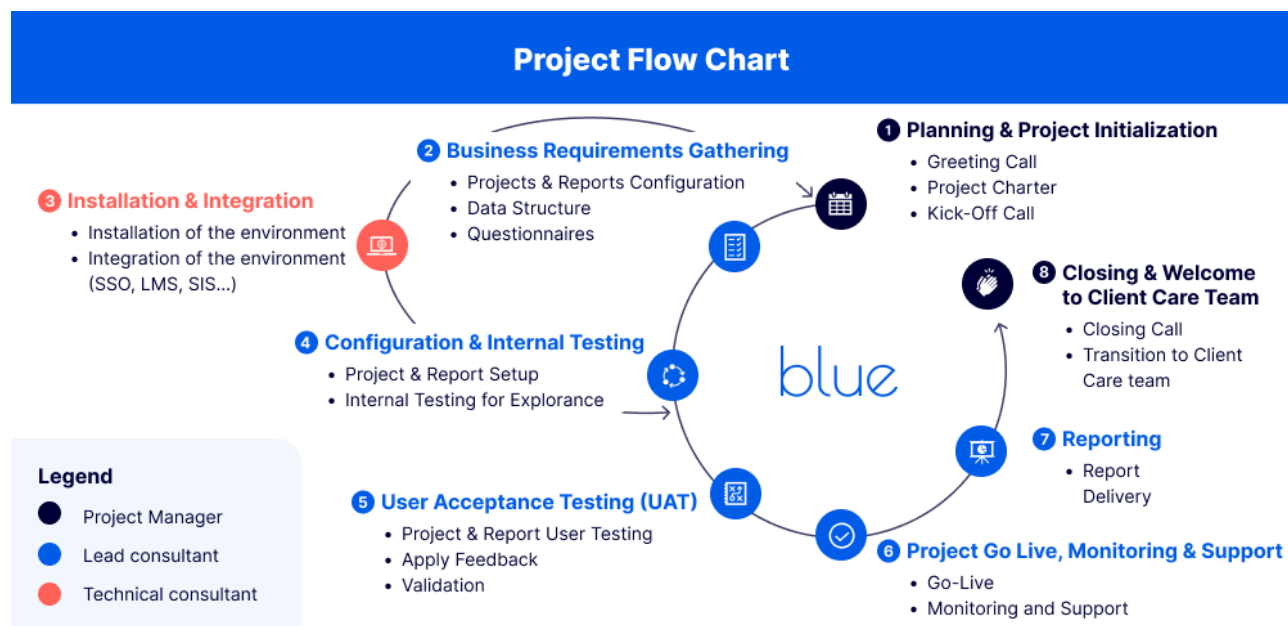 Project Flow Chart
1 Planning & Project Initialization
• Greeting Call
• Project Charter
• Kick-Off Call
2 Business Requirements Gathering
• Projects & Reports Configuration
• Data Structure
• Questionnaires
3 Installation & Integration
• Installation of the environment
• Integration of the environment
(SSO, LMS, SIS...)
4 Configuration & Internal Testing
• Project & Report Setup
• Internal Testing for Explorance
5 User Acceptance Testing (UAT)
• Project & Report User Testing
• Apply Feedback
• Validation
6 Project Go Live, Monitoring & Support
• Go-Live
• Monitoring and Support
7 Reporting
• Report
Delivery
8 Closing & Welcome
to Client Care Team
• Closing Call
• Transition to Client
Care team
blue
Legend
Project Manager
Lead consultant
Technical consultant